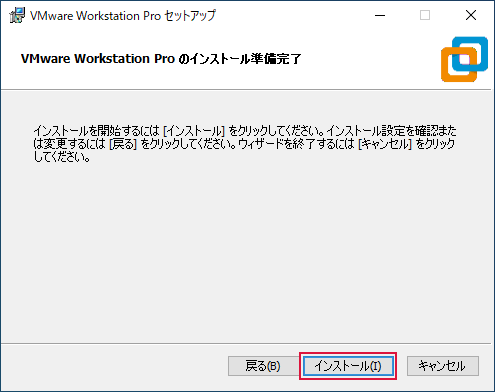 VMware Workstation Pro セットアップ
VMware Workstation Pro のインストール準備完了
インストールを開始するには [インストール] をクリックしてください。インストール設定を確認また
は変更するには [戻る] をクリックしてください。ウィザードを終了するには [キャンセル] をクリック
してください。
戻る(B)
インストール(I)
キャンセル